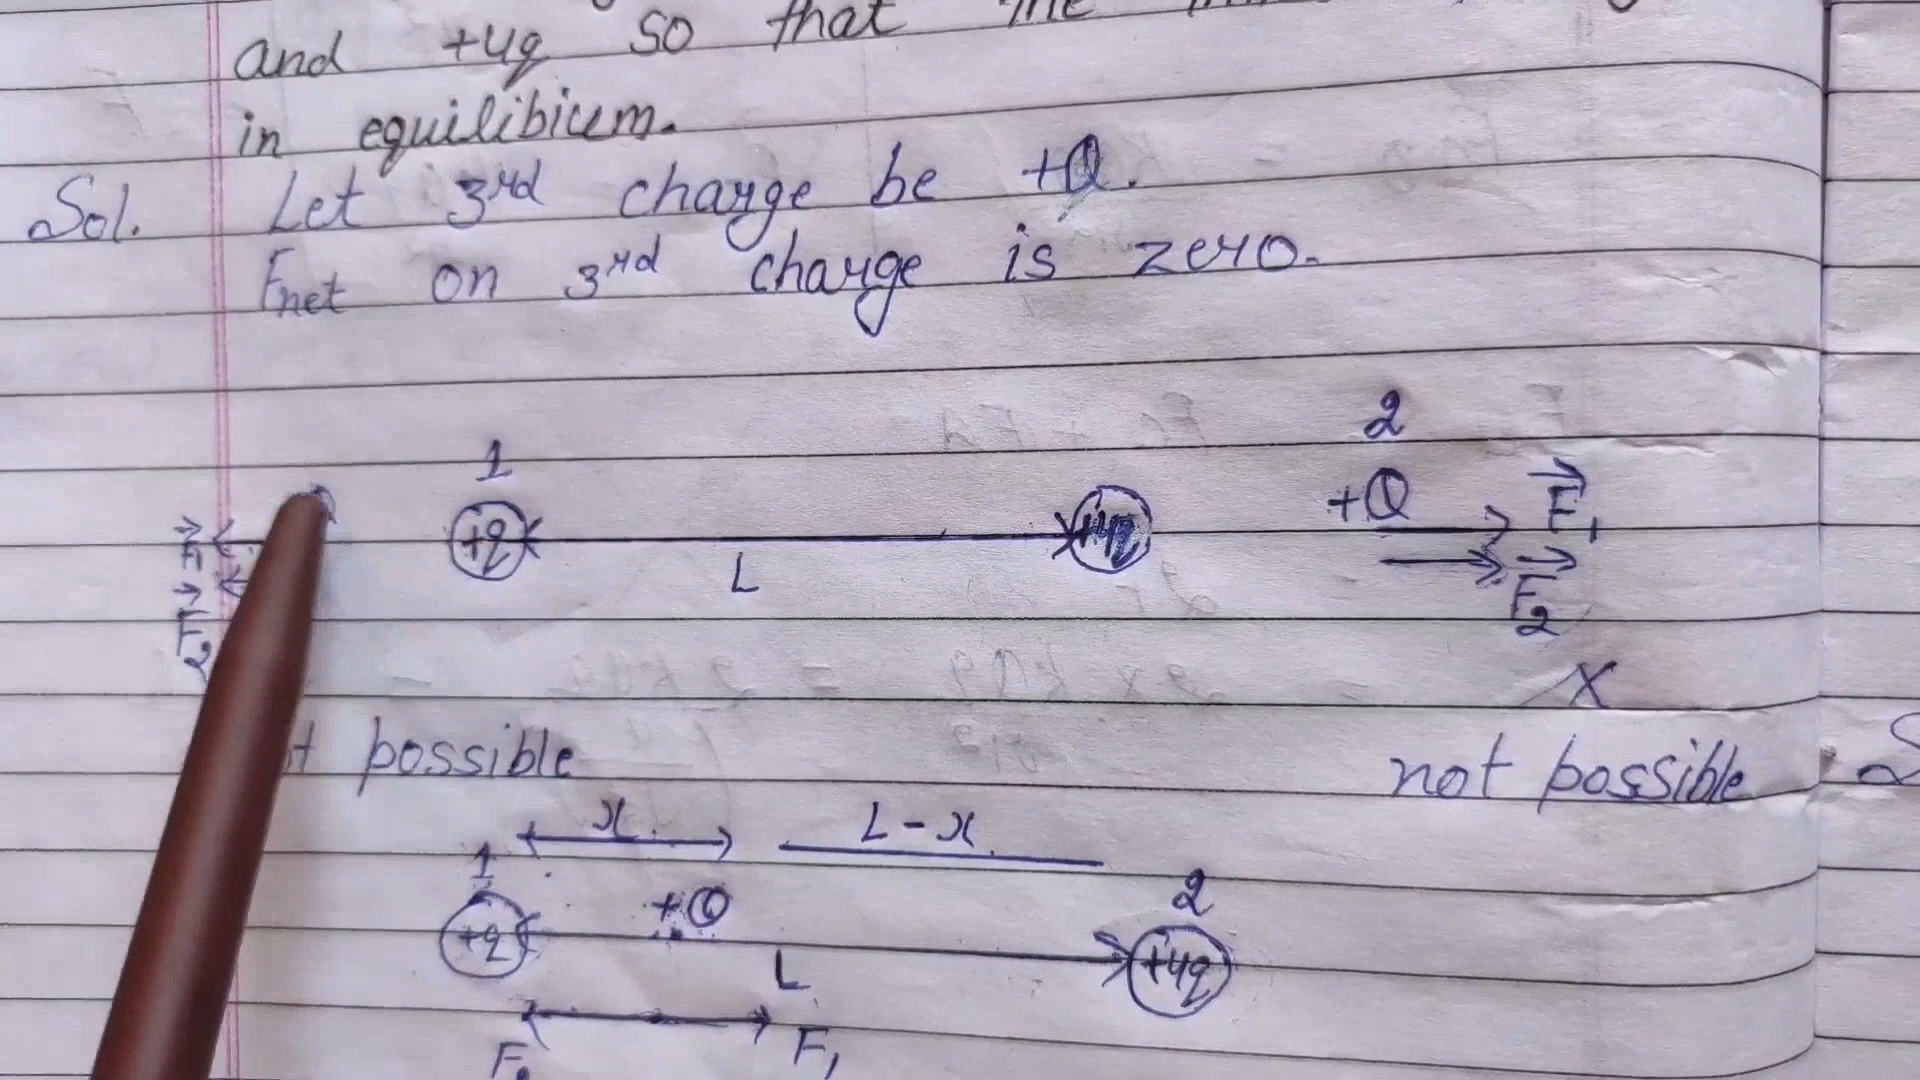 and +4q so that the
in equilibium.
Sol. Let 3rd charge be +Q.
Fnet on 3rd charge is zero.
1 2
+q L +4q +Q F1
F2 F2
X
possible not possible
x L-x
1 +Q 2
+q L +4q
F1